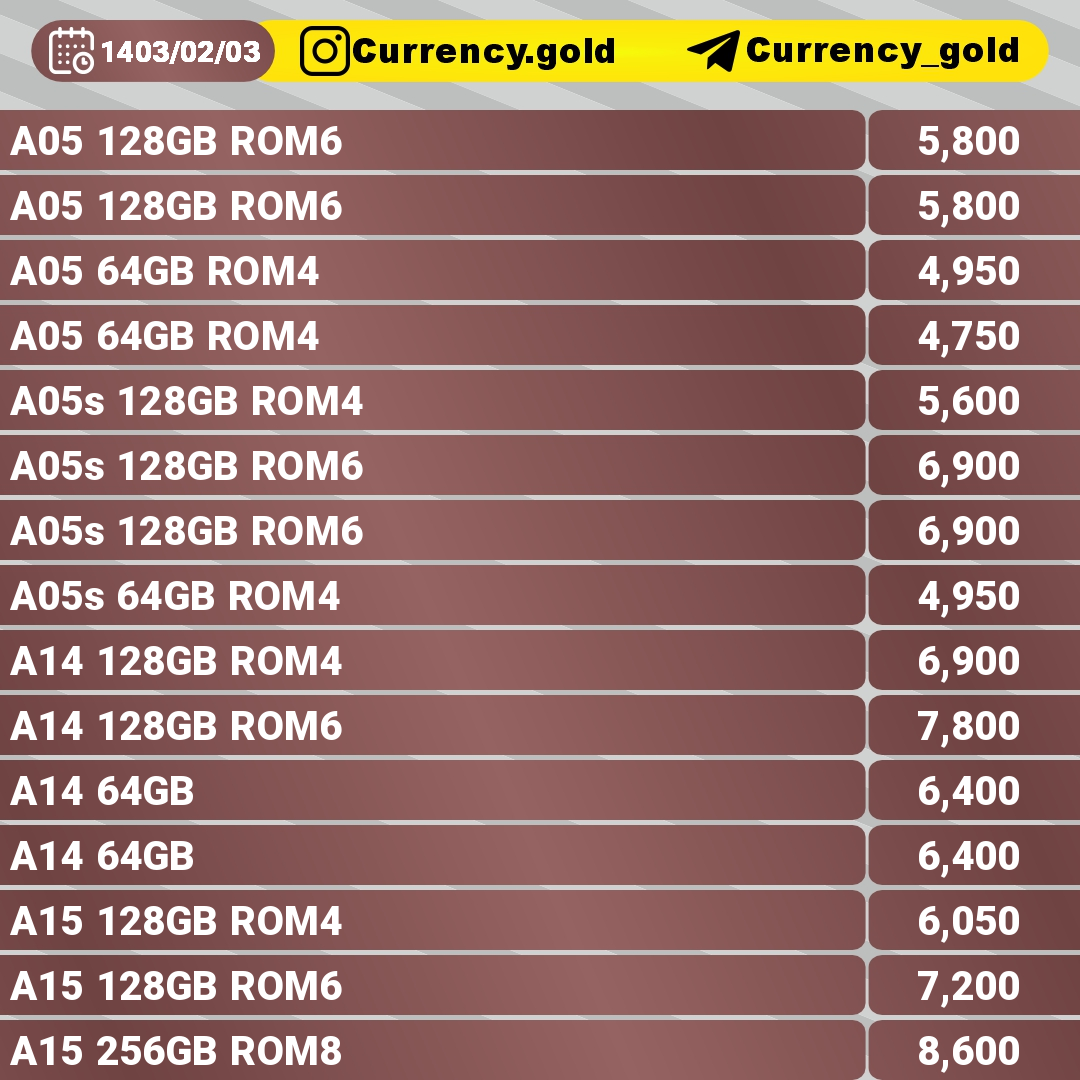 1403/02/03 Currency.gold Currency_gold
A05 128GB ROM6 5,800
A05 128GB ROM6 5,800
A05 64GB ROM4 4,950
A05 64GB ROM4 4,750
A05s 128GB ROM4 5,600
A05s 128GB ROM6 6,900
A05s 128GB ROM6 6,900
A05s 64GB ROM4 4,950
A14 128GB ROM4 6,900
A14 128GB ROM6 7,800
A14 64GB 6,400
A14 64GB 6,400
A15 128GB ROM4 6,050
A15 128GB ROM6 7,200
A15 256GB ROM8 8,600